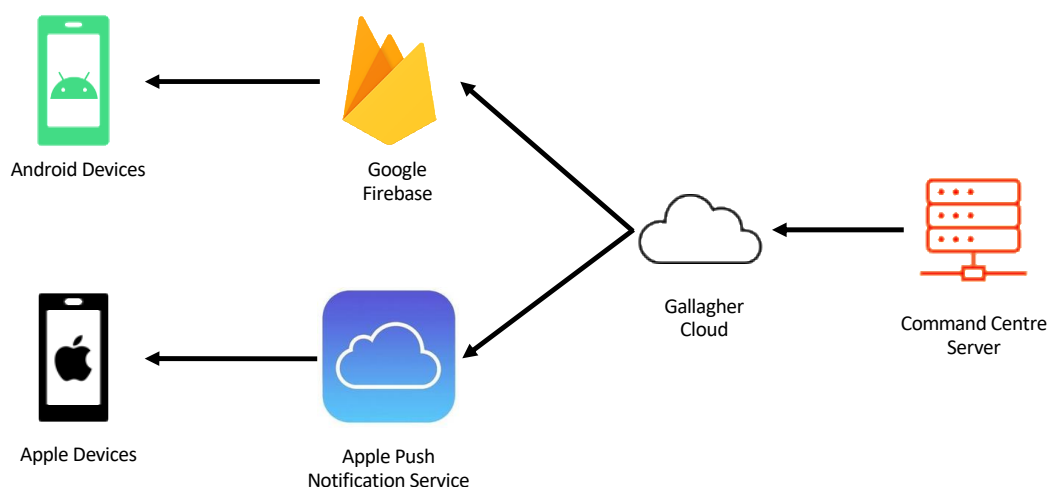 Android Devices
Google
Firebase
Gallagher
Cloud
Command Centre
Server
Apple Devices
Apple Push
Notification Service